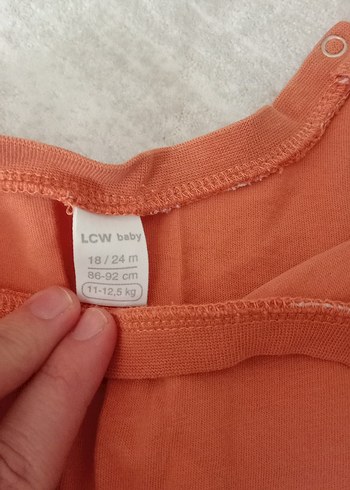 LCW baby
18 / 24 m
86-92 cm
11-12,5 kg